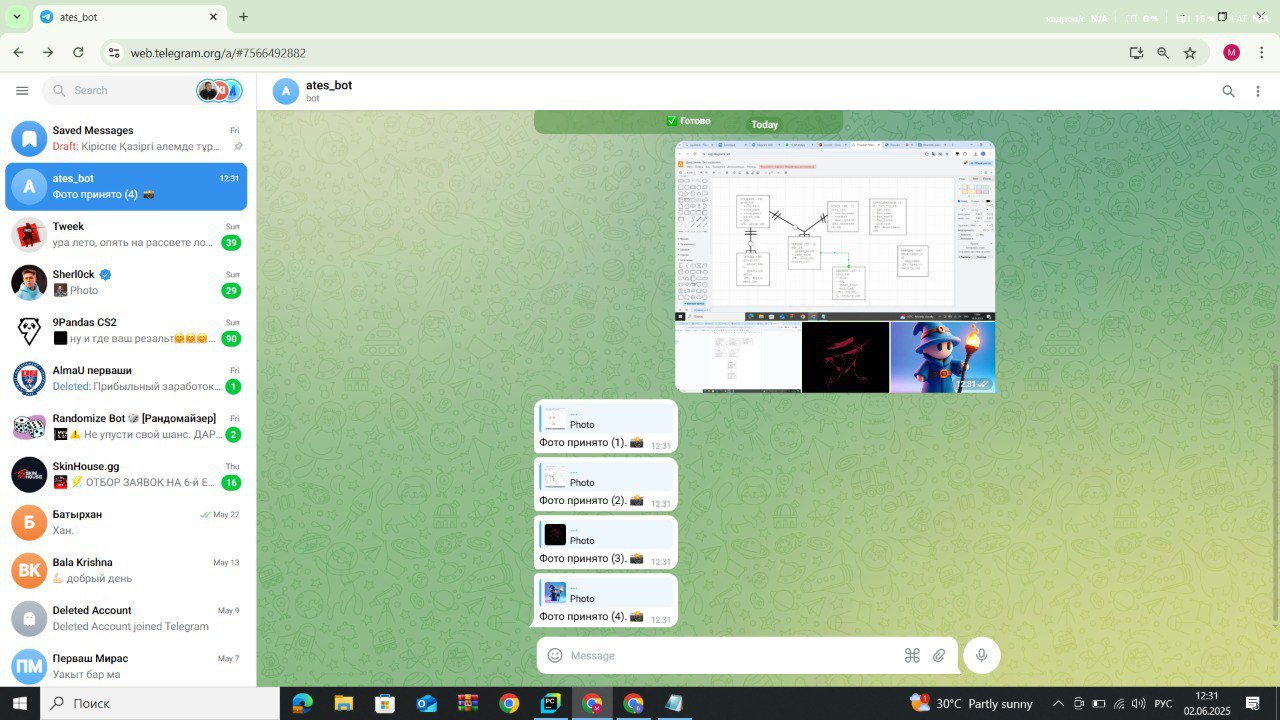 ates_bot
кадров/с N/A ГП 0 % ЦП 15 % LAT N/A
web.telegram.org/a/#7566492882
M
Search
Saved Messages Fri
Draft: Кіріспе Қазіргі әлемде тұр...
A
ates_bot 12:31
Фото принято (4). 📸
Tweek Sun
ура лето. спять на рассвете ло... 39
Sherl0ck Sun
Photo 29
9Pandas CS2 Sun
ну и где ваш резальт🤗🤗🤗... 90
AlmaU перваши Fri
Deleted: Прибыльный заработок... 1
Randomize Bot 🎲 [Рандомайзер] Fri
⚠️ Не упусти свой шанс. ДАР... 2
SkinHouse.gg Thu
⚡ ОТБОР ЗАЯВОК НА 6-й Е... 16
Б
Батырхан May 22
Хан.
BK
Bala Krishna May 13
💪🏻 добрый день
Deleted Account May 9
Deleted Account joined Telegram
ПМ
Перваш Мирас May 7
Уакыт бар ма
A
ates_bot
bot
✅ Готово
Today
12:31
...
Photo
Фото принято (1). 📸 12:31
...
Photo
Фото принято (2). 📸 12:31
...
Photo
Фото принято (3). 📸 12:31
...
Photo
Фото принято (4). 📸 12:31
Message
Поиск
PC
1
30°C Partly sunny
РУС
12:31
02.06.2025